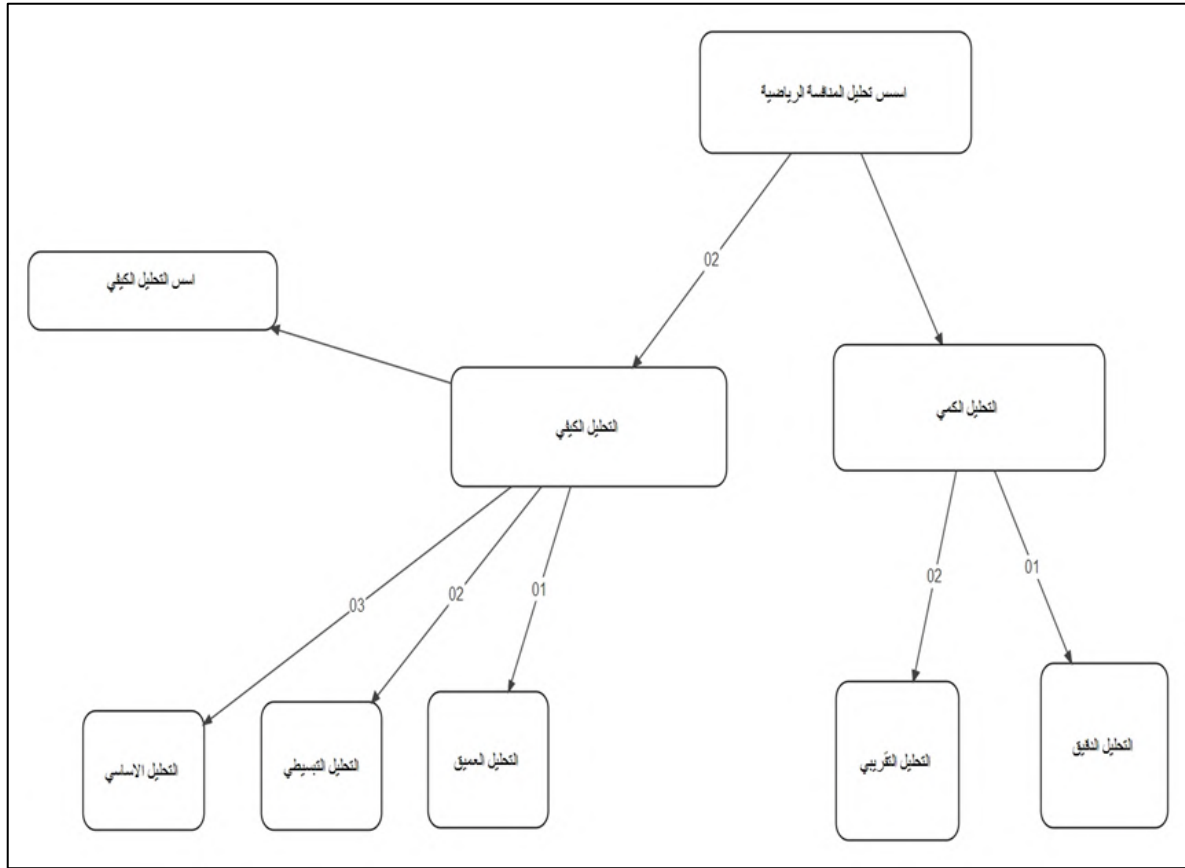 اسس تحليل المنافسة الرياضية
02
اسس التحليل الكيفي
التحليل الكمي
التحليل الكيفي
02
01
03
02
01
التحليل الدقيق
التحليل التقريبي
التحليل العميق
التحليل التبسيطي
التحليل الاساسي